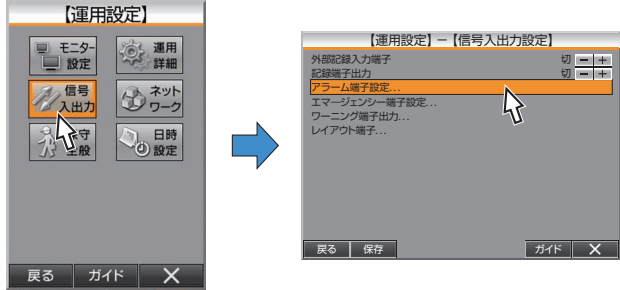 【運用設定】
モニター
設定
運用
詳細
信号
入出力
ネット
ワーク
守
全般
日時
設定
戻る ガイド ×
【運用設定】－【信号入出力設定】
外部記録入力端子 切 － ＋
記録端子出力 切 － ＋
アラーム端子設定...
エマージェンシー端子設定...
ワーニング端子出力...
レイアウト端子...
戻る 保存 ガイド ×